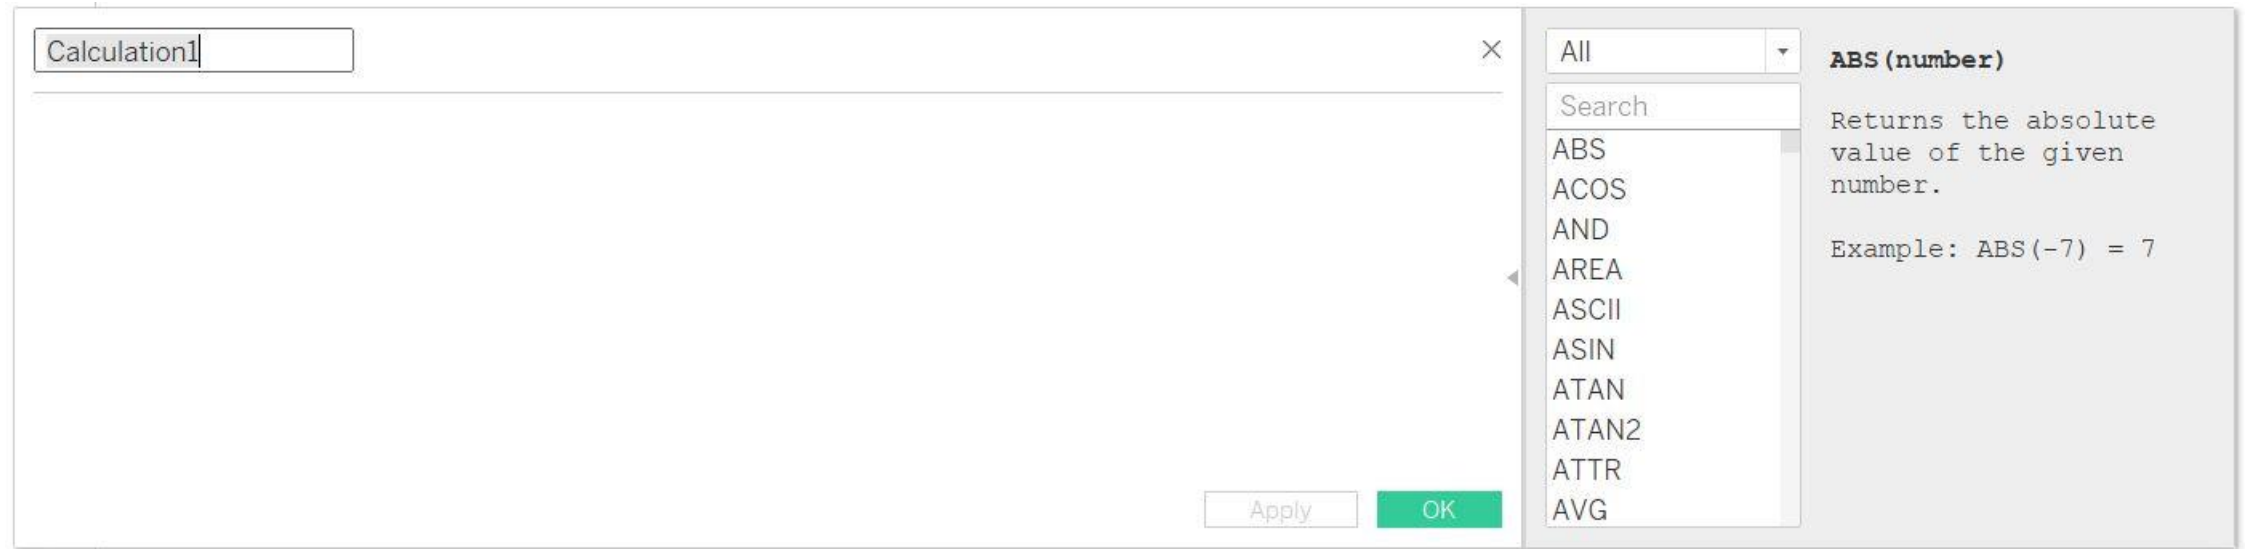 Calculation1
Apply
OK
All
Search
ABS
ACOS
AND
AREA
ASCII
ASIN
ATAN
ATAN2
ATTR
AVG
ABS(number)
Returns the absolute
value of the given
number.
Example: ABS(-7) = 7